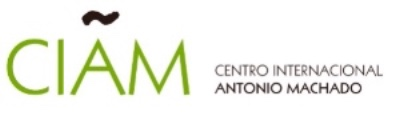 CIÃM
CENTRO INTERNACIONAL
ANTONIO MACHADO